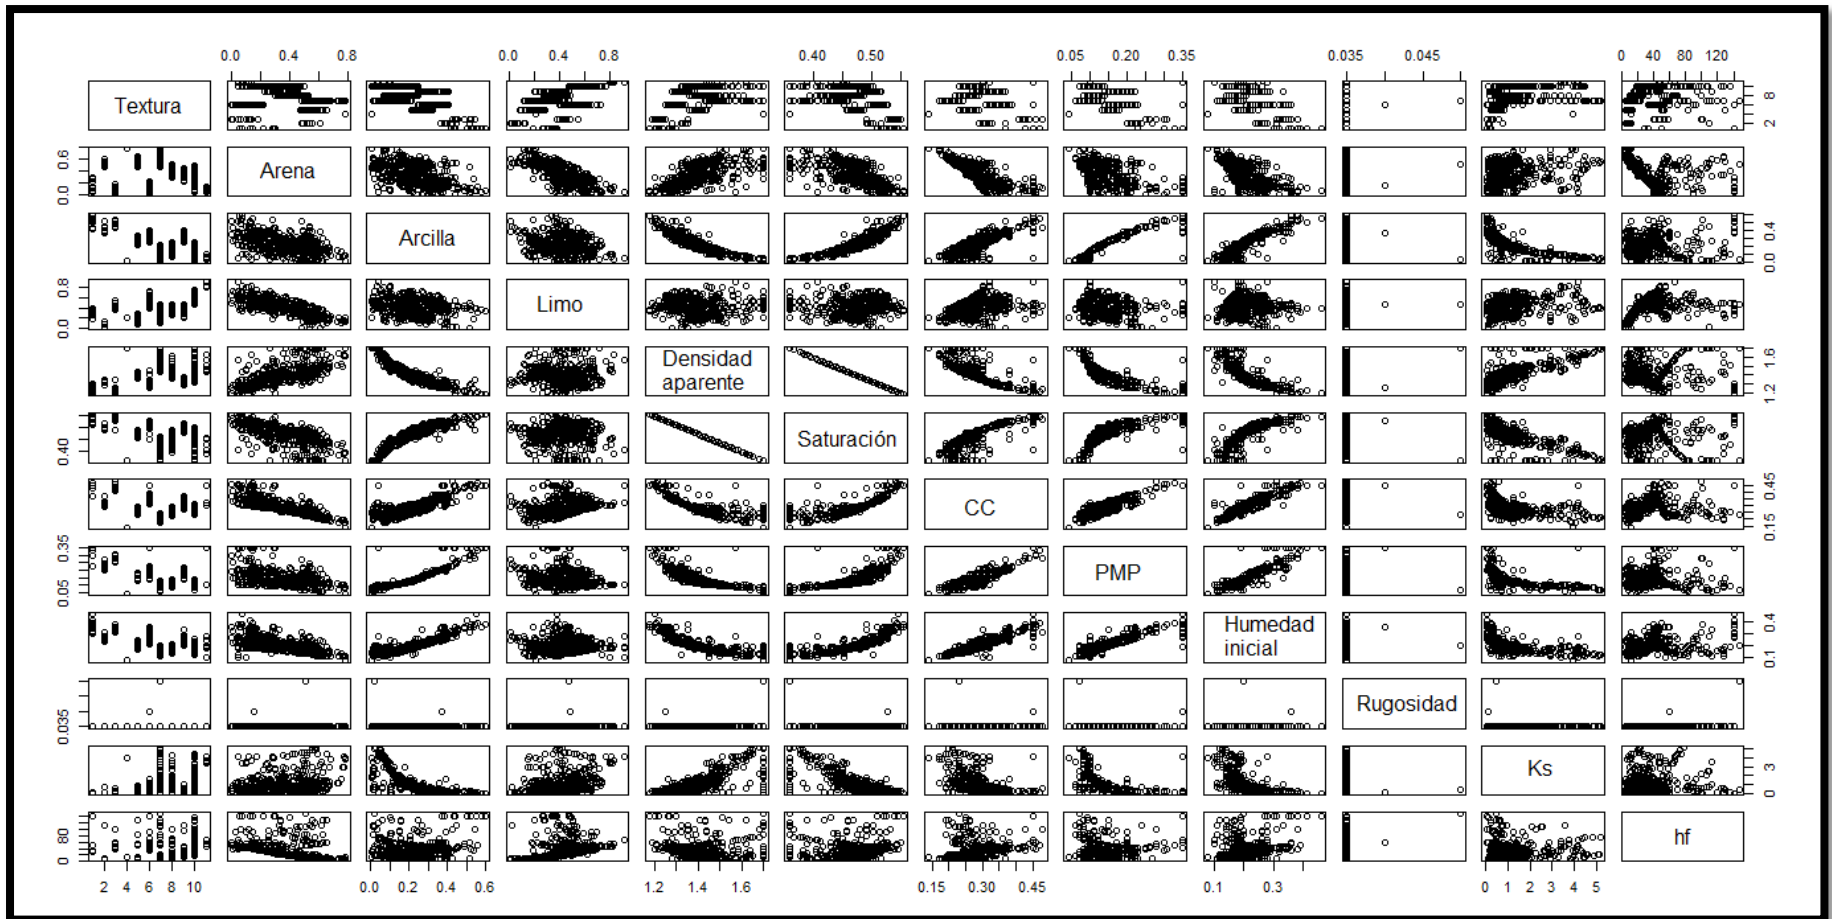 0.0 0.4 0.8 0.0 0.4 0.8 0.40 0.50 0.05 0.20 0.35 0.035 0.045 0 40 80 120
Textura
2 8
Arena
0.0 0.6
Arcilla
0.0 0.4
Limo
0.0 0.8
Densidad
aparente
1.2 1.6
Saturación
0.40
CC
0.15 0.45
PMP
0.05 0.35
Humedad
inicial
0.1 0.4
Rugosidad
0.035
Ks
0 3
hf
0 80
2 4 6 8 10 0.0 0.2 0.4 0.6 1.2 1.4 1.6 0.15 0.30 0.45 0.1 0.3 0 1 2 3 4 5